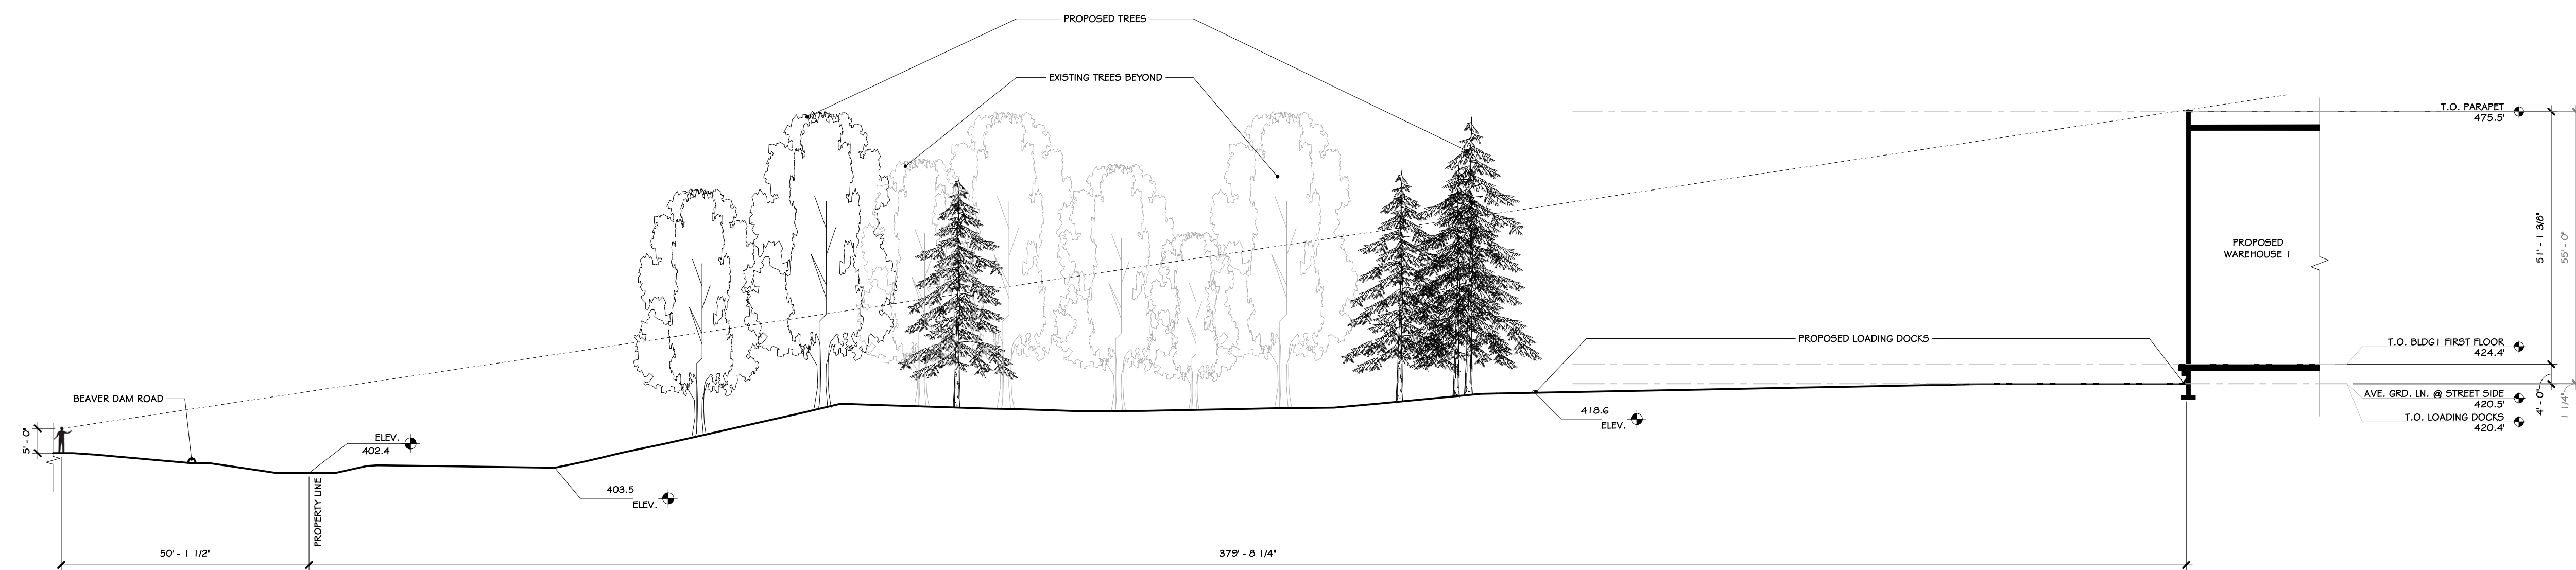 PROPOSED TREES
EXISTING TREES BEYOND
T.O. PARAPET
475.5'
51' - 1 3/8"
55' - 0"
PROPOSED
WAREHOUSE 1
PROPOSED LOADING DOCKS
T.O. BLDG1 FIRST FLOOR
424.4'
AVE. GRD. LN. @ STREET SIDE
420.5'
4' - 0"
1 1/4"
T.O. LOADING DOCKS
420.4'
BEAVER DAM ROAD
5' - 0"
ELEV.
402.4
418.6
ELEV.
403.5
ELEV.
PROPERTY LINE
50' - 1 1/2"
379' - 8 1/4"